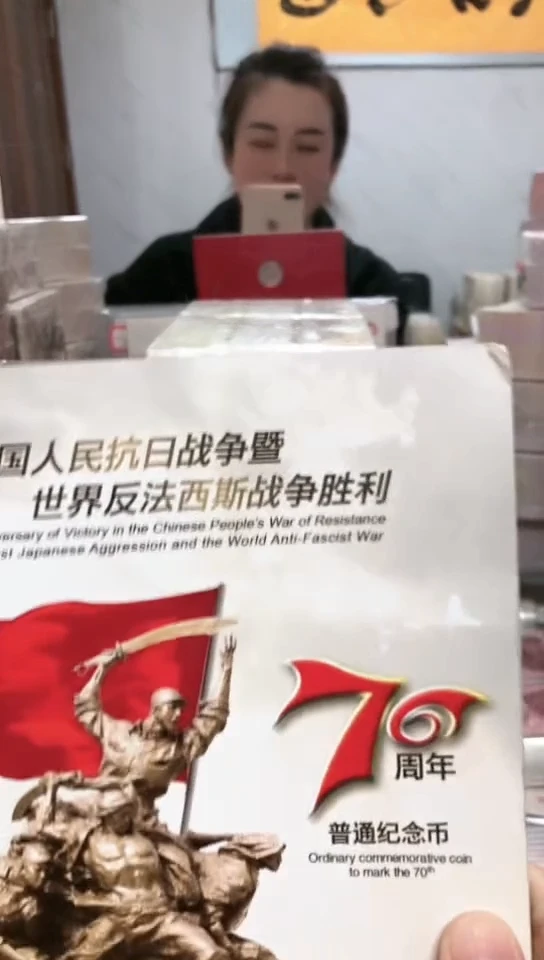 国人民抗日战争暨
世界反法西斯战争胜利
ersary of Victory in the Chinese People's War of Resistance
st Japanese Aggression and the World Anti-Fascist War
70
周年
普通纪念币
Ordinary commemorative coin
to mark the 70th